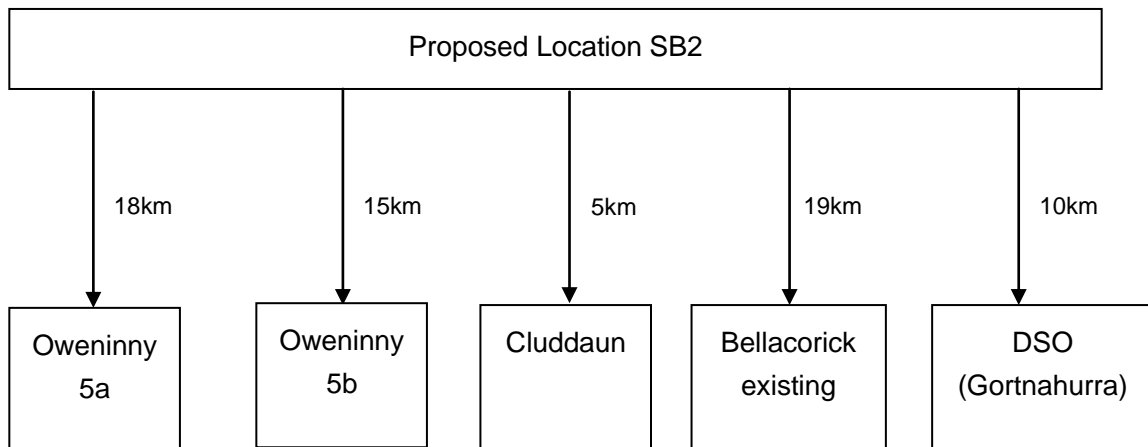 Proposed Location SB2
18km
15km
5km
19km
10km
Oweninny
5a
Oweninny
5b
Cluddaun
Bellacorick
existing
DSO
(Gortnahurra)